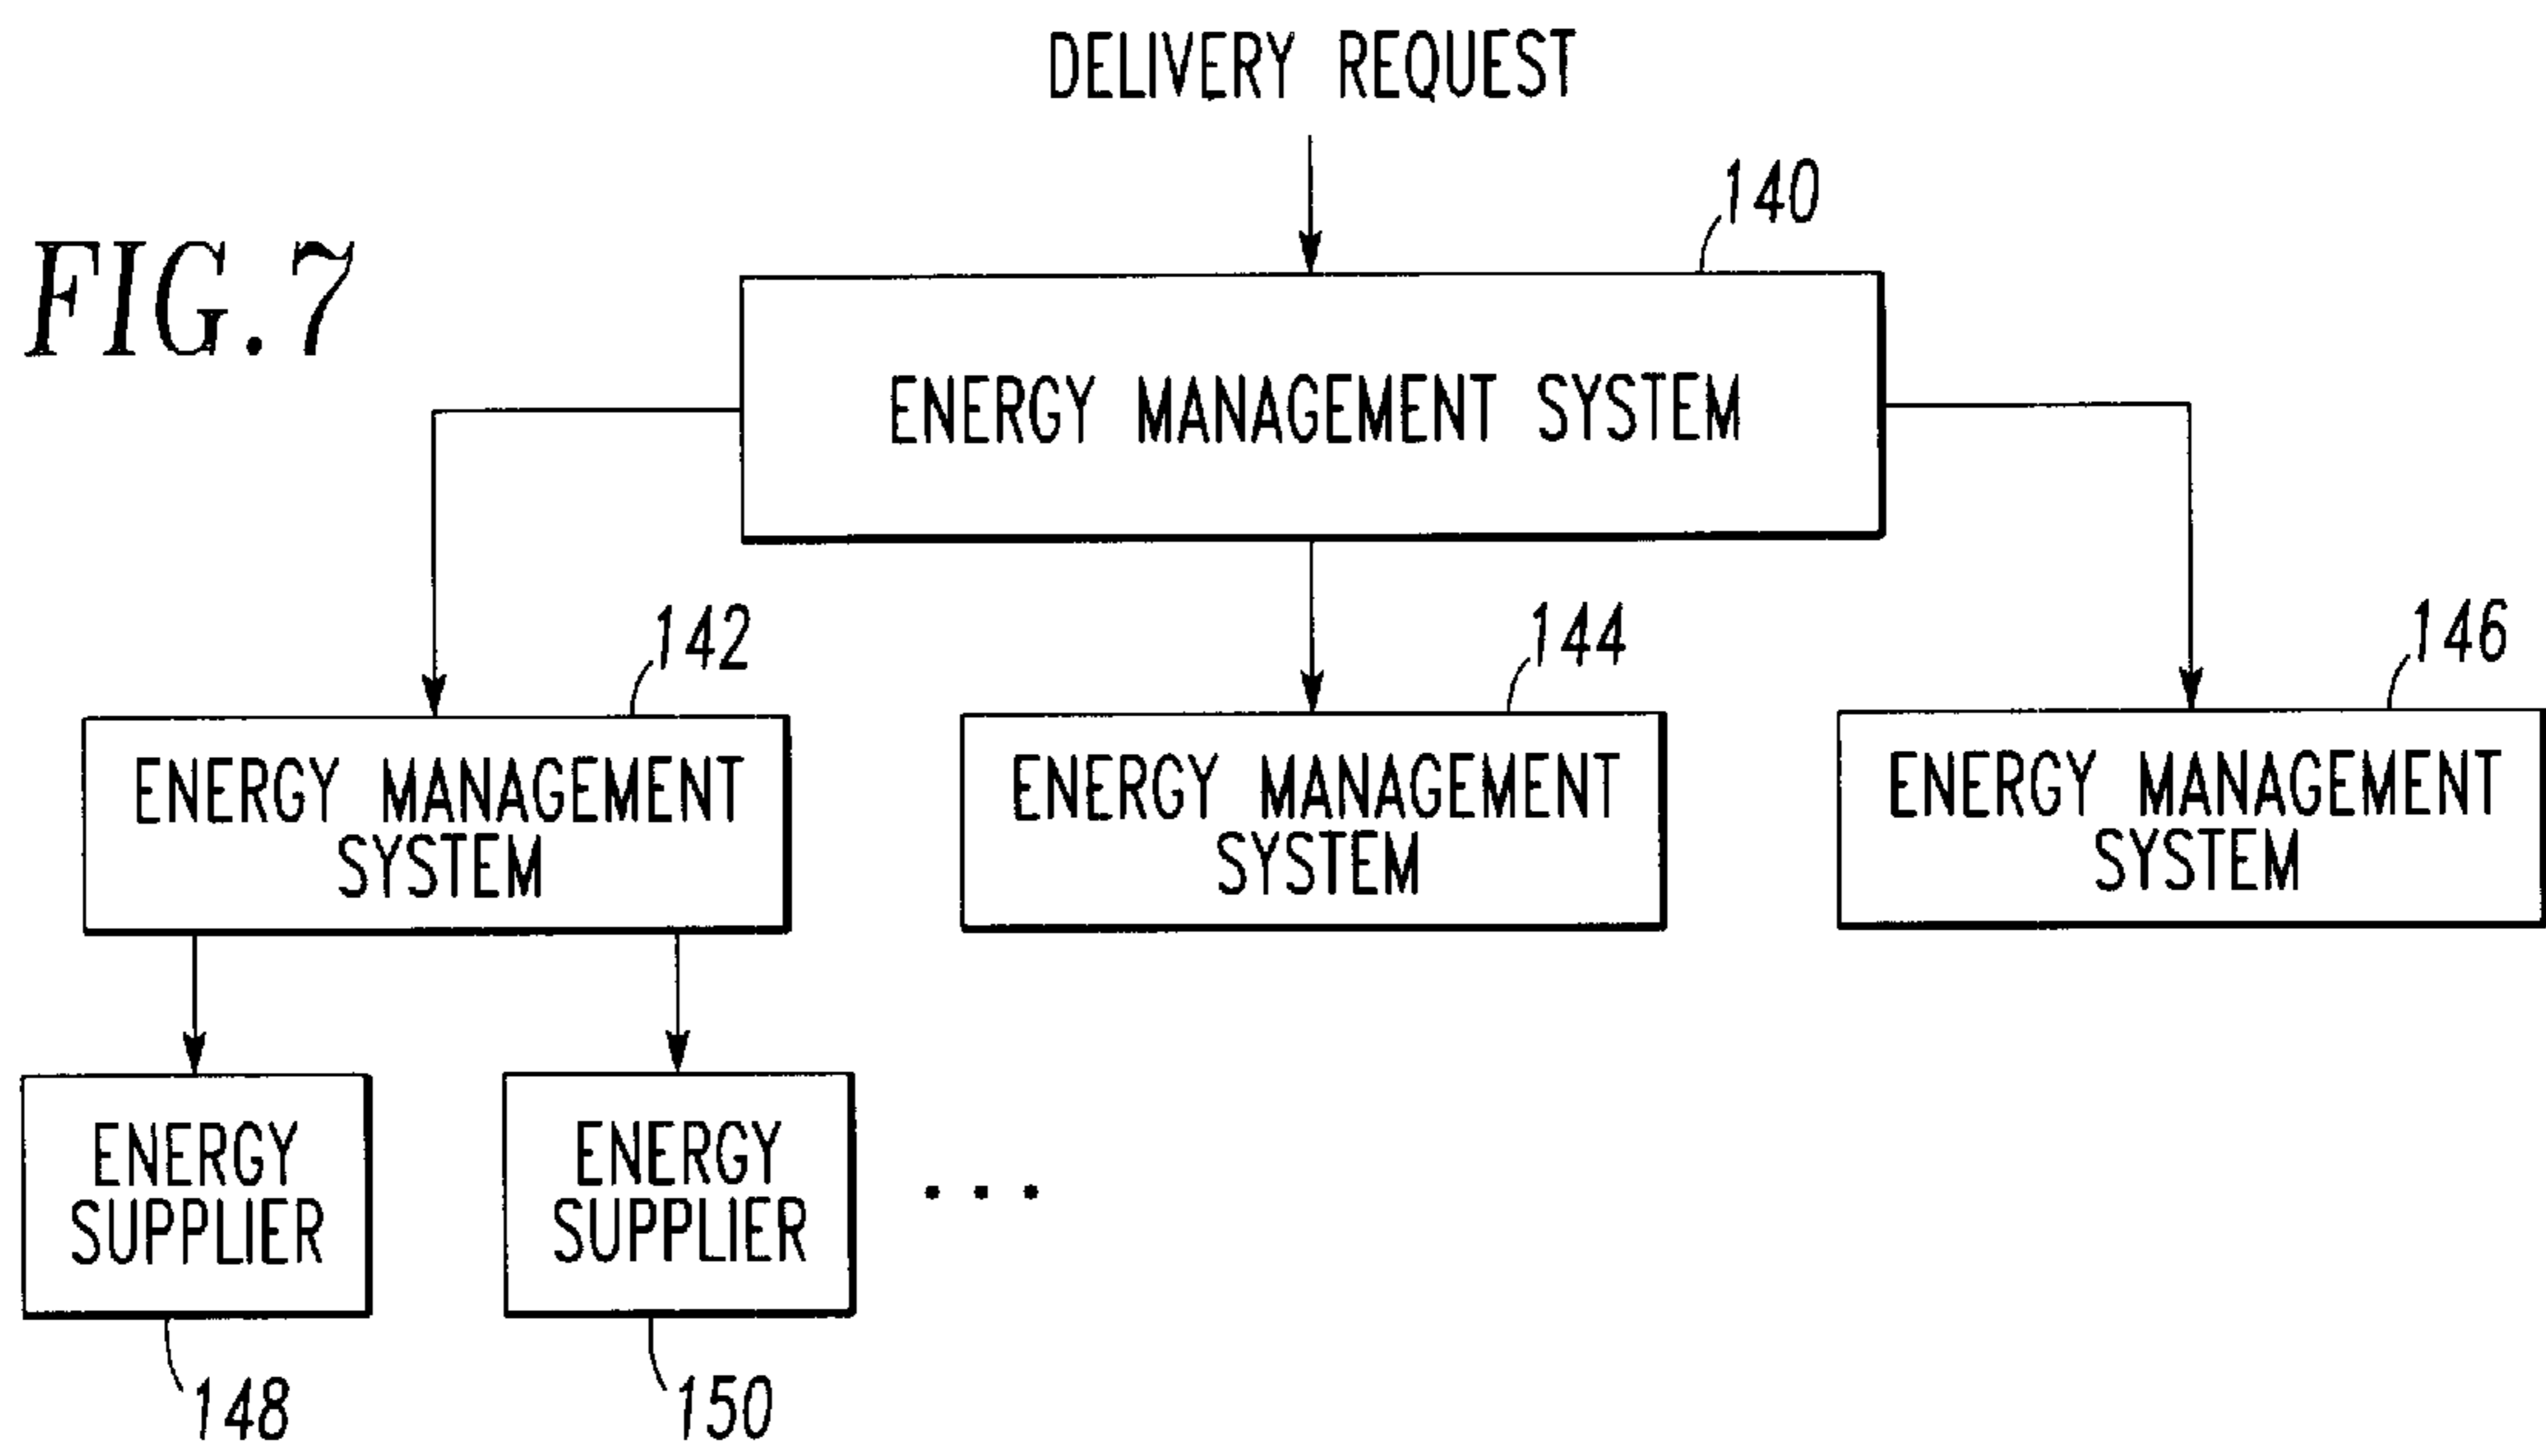 DELIVERY REQUEST
140
FIG. 7
ENERGY MANAGEMENT SYSTEM
142
144
146
ENERGY MANAGEMENT
SYSTEM
ENERGY MANAGEMENT
SYSTEM
ENERGY MANAGEMENT
SYSTEM
ENERGY
SUPPLIER
ENERGY
SUPPLIER
. . .
148
150